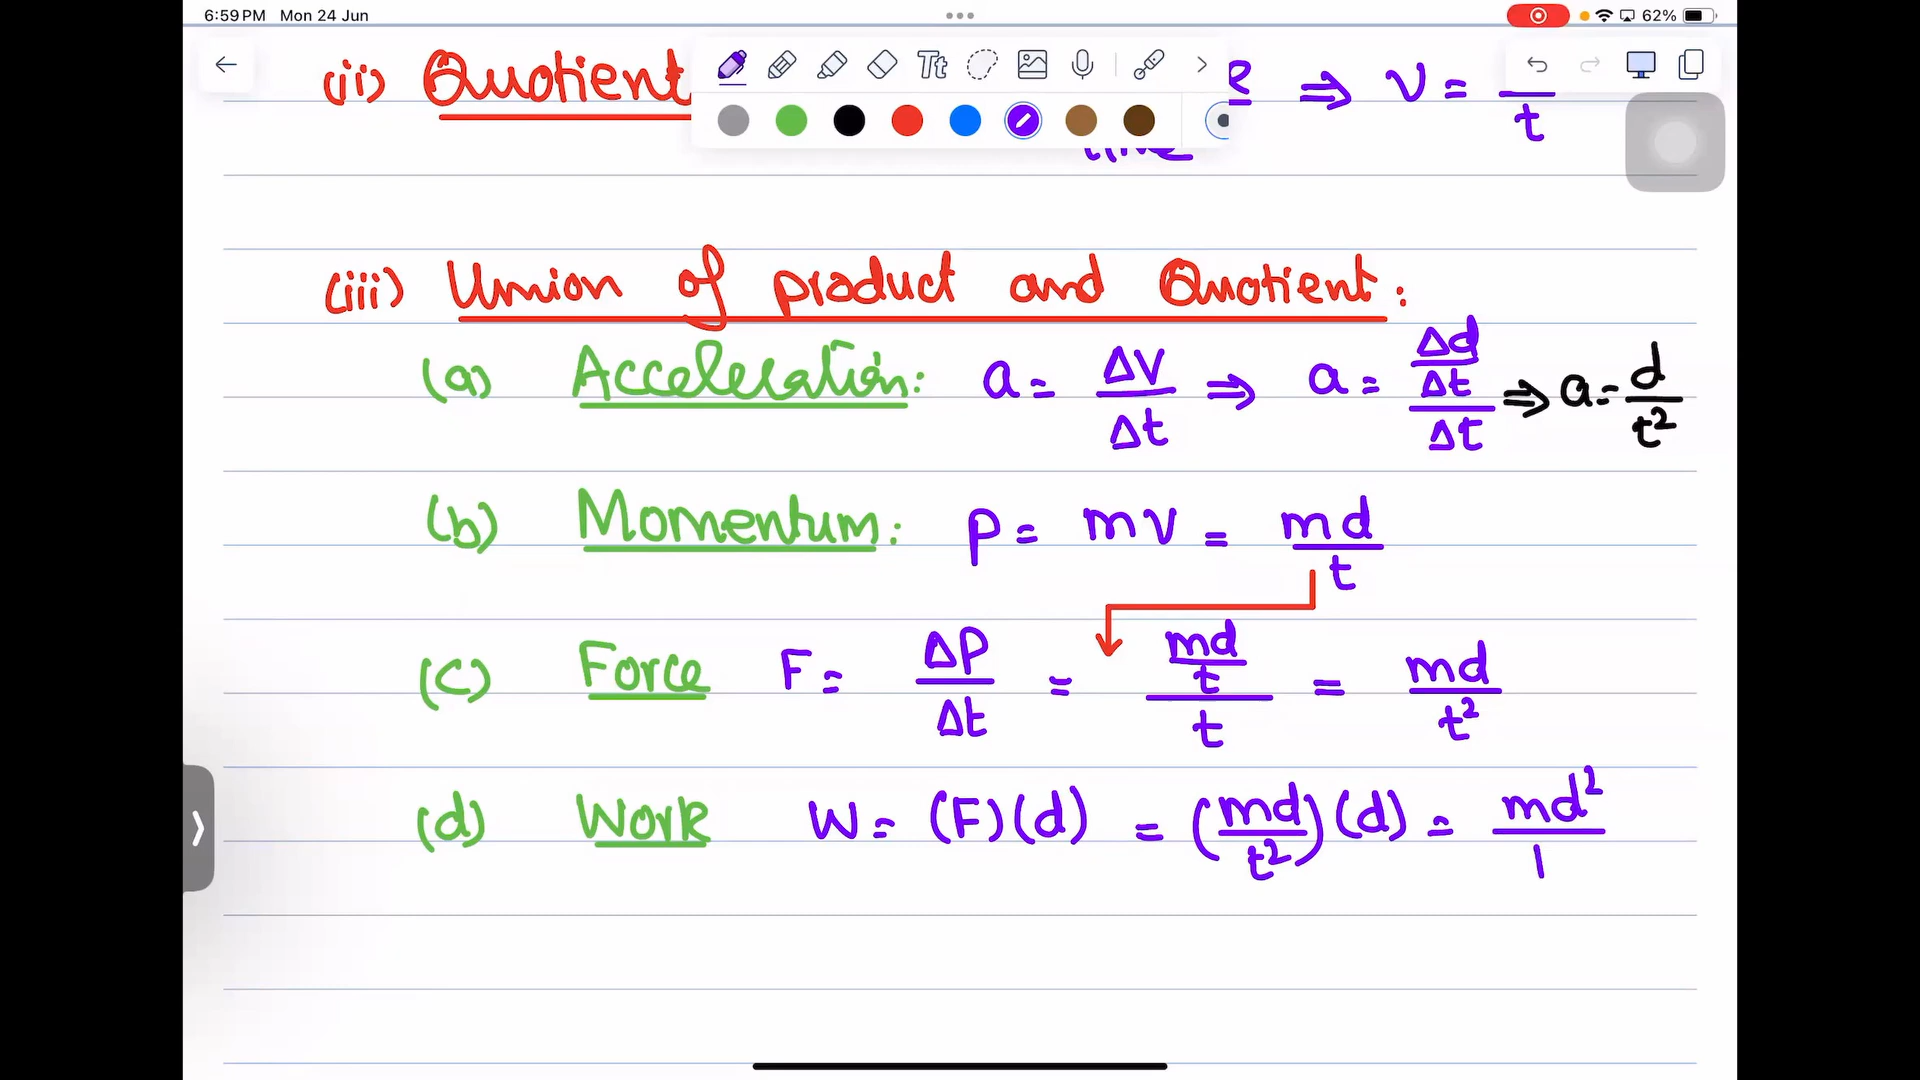 6:59 PM Mon 24 Jun
62%
(ii) Quotient ⇒ V = /t
Tt
(iii) Union of product and Quotient:
(a) Acceleration: a = ΔV/Δt ⇒ a = (Δd/Δt)/Δt ⇒ a = d/t²
(b) Momentum: P = mV = md/t
(c) Force F = ΔP/Δt = (md/t)/t = md/t²
(d) Work W = (F)(d) = (md/t²)(d) = md²/